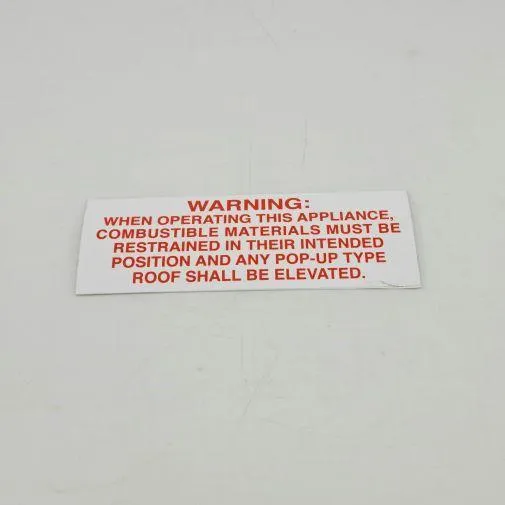 WARNING:
WHEN OPERATING THIS APPLIANCE,
COMBUSTIBLE MATERIALS MUST BE
RESTRAINED IN THEIR INTENDED
POSITION AND ANY POP-UP TYPE
ROOF SHALL BE ELEVATED.